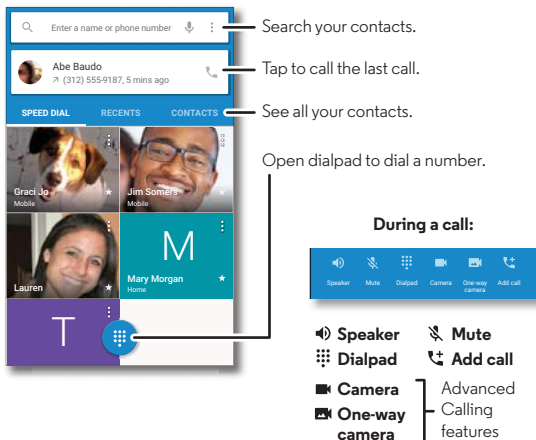 Enter a name or phone number
Abe Baudo
(312) 555-9187, 5 mins ago
SPEED DIAL RECENTS CONTACTS
Graci Jo
Mobile
Jim Somers
Mobile
Lauren
M
Mary Morgan
Home
T
Search your contacts.
Tap to call the last call.
See all your contacts.
Open dialpad to dial a number.
During a call:
Speaker Mute Dialpad Camera One-way Add call
camera
Speaker Mute
Dialpad Add call
Camera
One-way
camera
Advanced
Calling
features